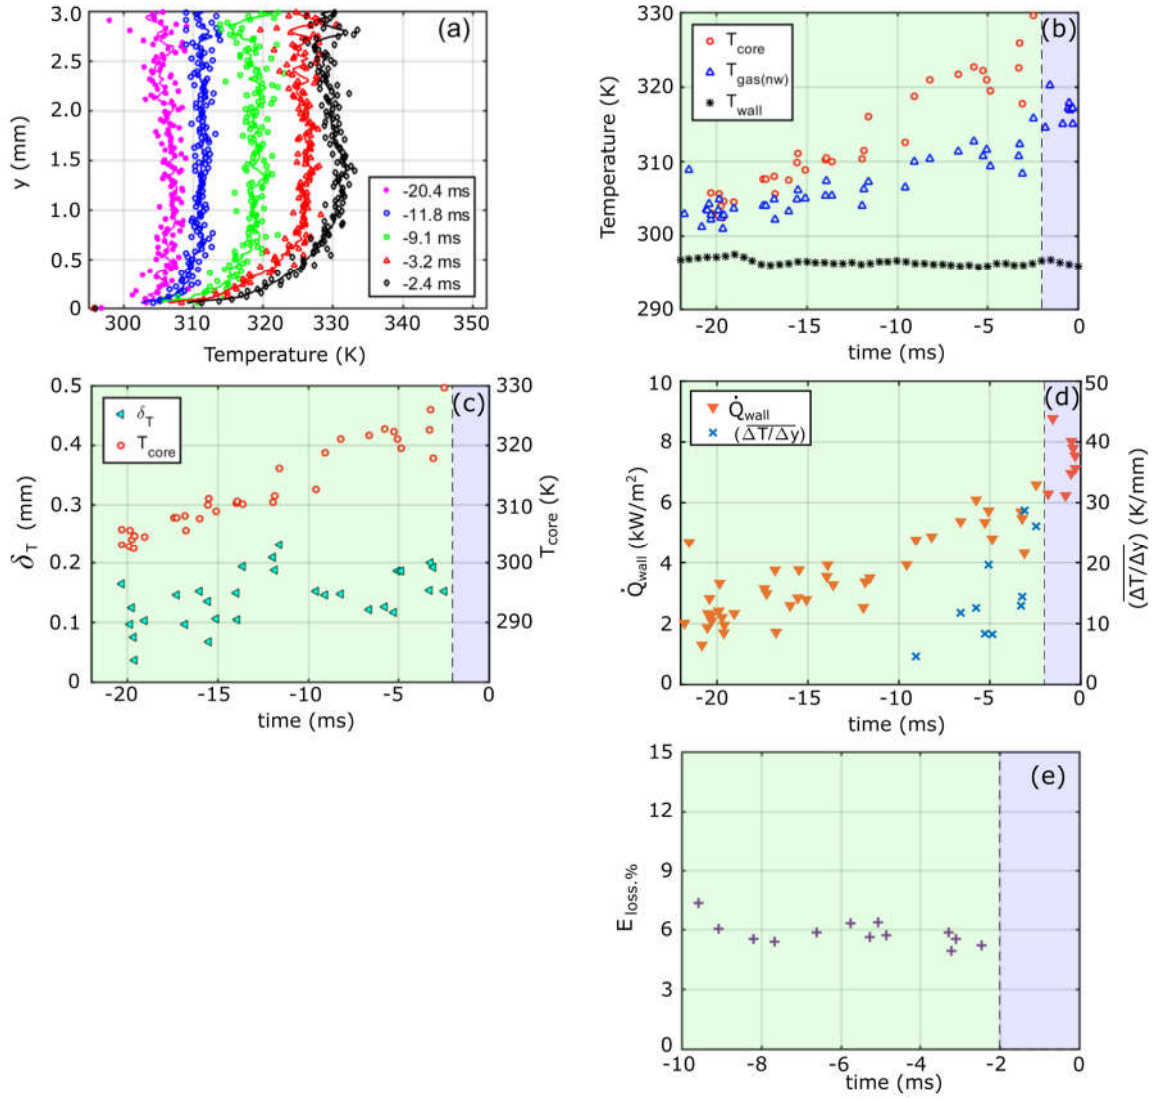 (a)
3.0
2.5
2.0
1.5
1.0
0.5
0
y (mm)
-20.4 ms
-11.8 ms
-9.1 ms
-3.2 ms
-2.4 ms
300 310 320 330 340 350
Temperature (K)
(b)
330
320
310
300
290
Temperature (K)
T_core
T_gas(nw)
T_wall
-20 -15 -10 -5 0
time (ms)
(c)
0.5
0.4
0.3
0.2
0.1
0
δ_T (mm)
δ_T
T_core
330
320
310
300
290
T_core (K)
-20 -15 -10 -5 0
time (ms)
(d)
10
8
6
4
2
0
Q̇_wall (kW/m²)
Q̇_wall
(ΔT/Δy)
50
40
30
20
10
0
(ΔT/Δy) (K/mm)
-20 -15 -10 -5 0
time (ms)
(e)
15
12
9
6
3
0
E_loss.%
-10 -8 -6 -4 -2 0
time (ms)